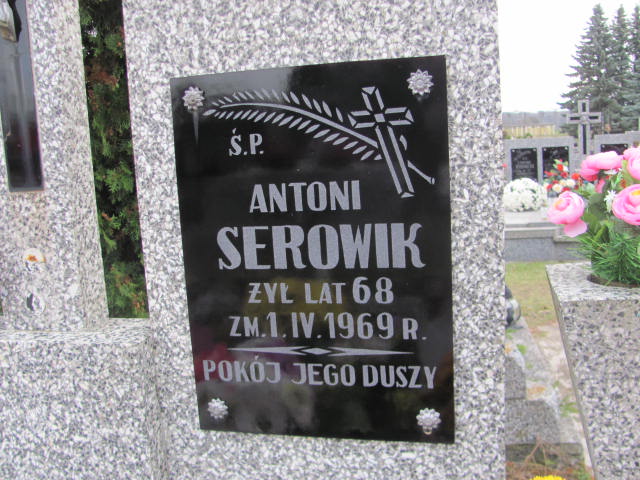 Ś.P.
ANTONI
SEROWIK
ŻYŁ LAT 68
ZM. 1. IV. 1969 R.
POKÓJ JEGO DUSZY